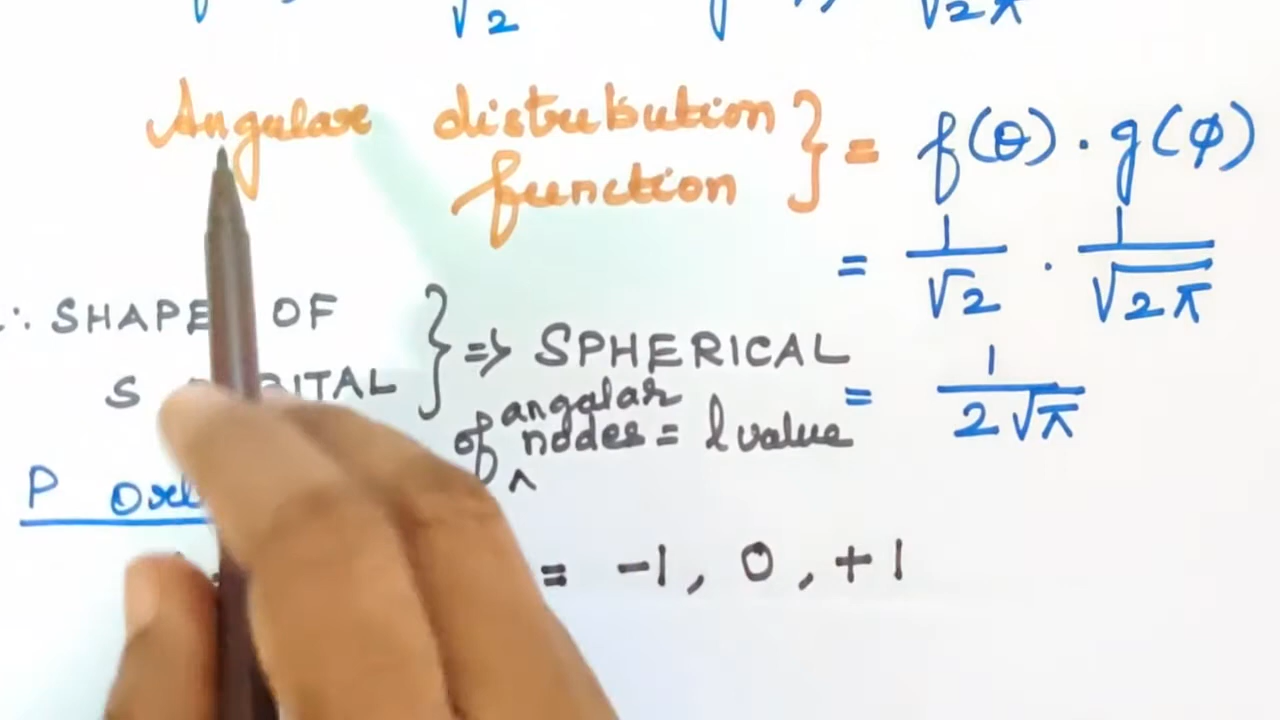 √2 √2π
Angular distribution } = f(θ) . g(φ)
function
= 1/√2 . 1/√2π
∴ SHAPE OF } => SPHERICAL
S
angular
of nodes = l value
= 1/2√π
P
= -1, 0, +1